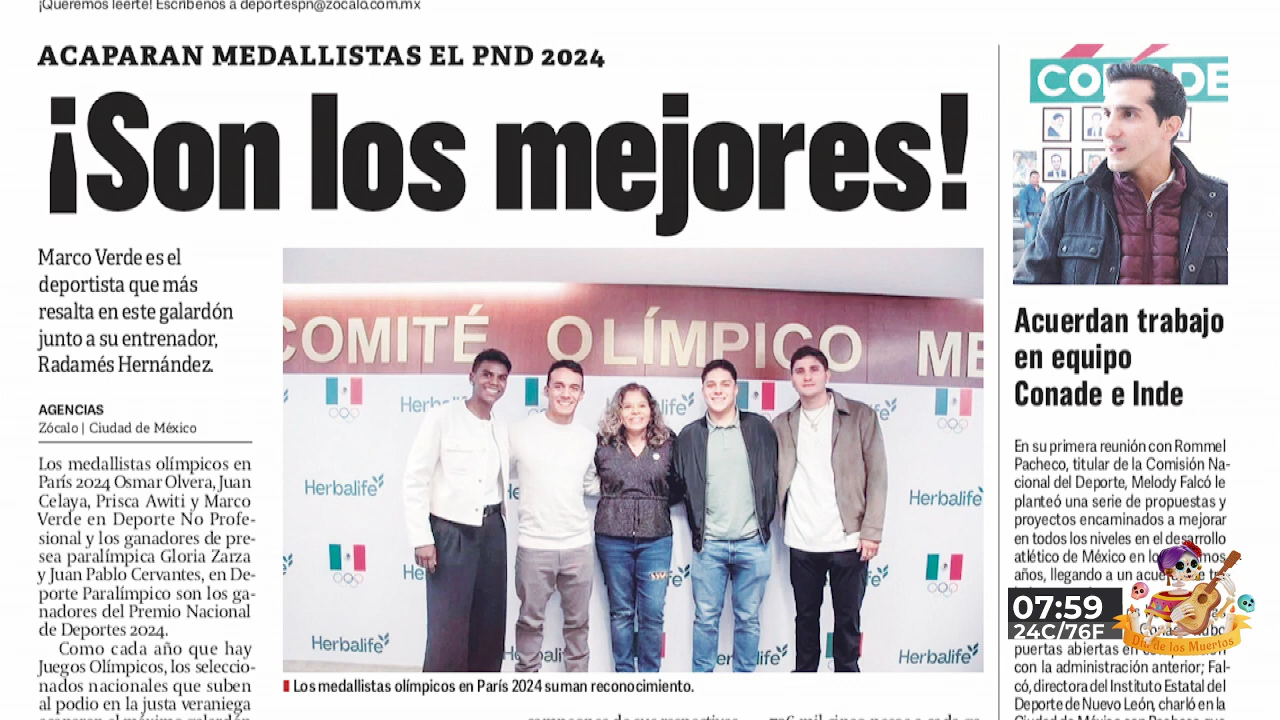 ¡Queremos leerte! Escríbenos a deportespn@zocalo.com.mx
ACAPARAN MEDALLISTAS EL PND 2024
¡Son los mejores!
Marco Verde es el
deportista que más
resalta en este galardón
junto a su entrenador,
Radamés Hernández.
AGENCIAS
Zócalo | Ciudad de México
Los medallistas olímpicos en
París 2024 Osmar Olvera, Juan
Celaya, Prisca Awiti y Marco
Verde en Deporte No Profe-
sional y los ganadores de pre-
sea paralímpica Gloria Zarza
y Juan Pablo Cervantes, en De-
porte Paralímpico son los ga-
nadores del Premio Nacional
de Deportes 2024.
Como cada año que hay
Juegos Olímpicos, los seleccio-
nados nacionales que suben
al podio en la justa veraniega
COMITÉ OLÍMPICO ME
Herbalife
Herbalife
Herbalife
Herbalife
Herbalife
Los medallistas olímpicos en París 2024 suman reconocimiento.
CO DE
Acuerdan trabajo
en equipo
Conade e Inde
En su primera reunión con Rommel
Pacheco, titular de la Comisión Na-
cional del Deporte, Melody Falcó le
planteó una serie de propuestas y
proyectos encaminados a mejorar
en todos los niveles en el desarrollo
atlético de México en
años, llegando a un
puertas abiertas en
con la administración anterior; Fal-
có, directora del Instituto Estatal del
Deporte de Nuevo León, charló en la
07:59
24C/76F
Día de los Muertos